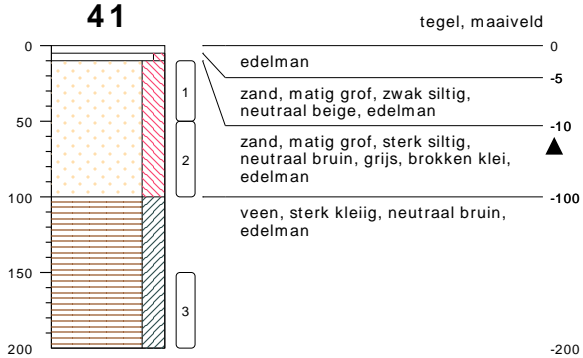 41
tegel, maaiveld
0
0
edelman
-5
zand, matig grof, zwak siltig,
neutraal beige, edelman
1
50
-10
zand, matig grof, sterk siltig,
neutraal bruin, grijs, brokken klei,
edelman
2
100
-100
veen, sterk kleiig, neutraal bruin,
edelman
150
3
200
-200